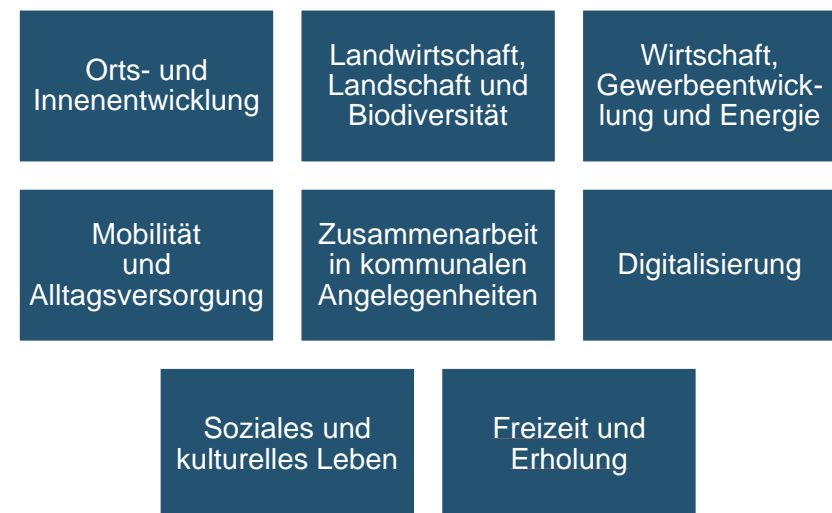 Orts- und
Innenentwicklung
Landwirtschaft,
Landschaft und
Biodiversität
Wirtschaft,
Gewerbeentwick-
lung und Energie
Mobilität
und
Alltagsversorgung
Zusammenarbeit
in kommunalen
Angelegenheiten
Digitalisierung
Soziales und
kulturelles Leben
Freizeit und
Erholung